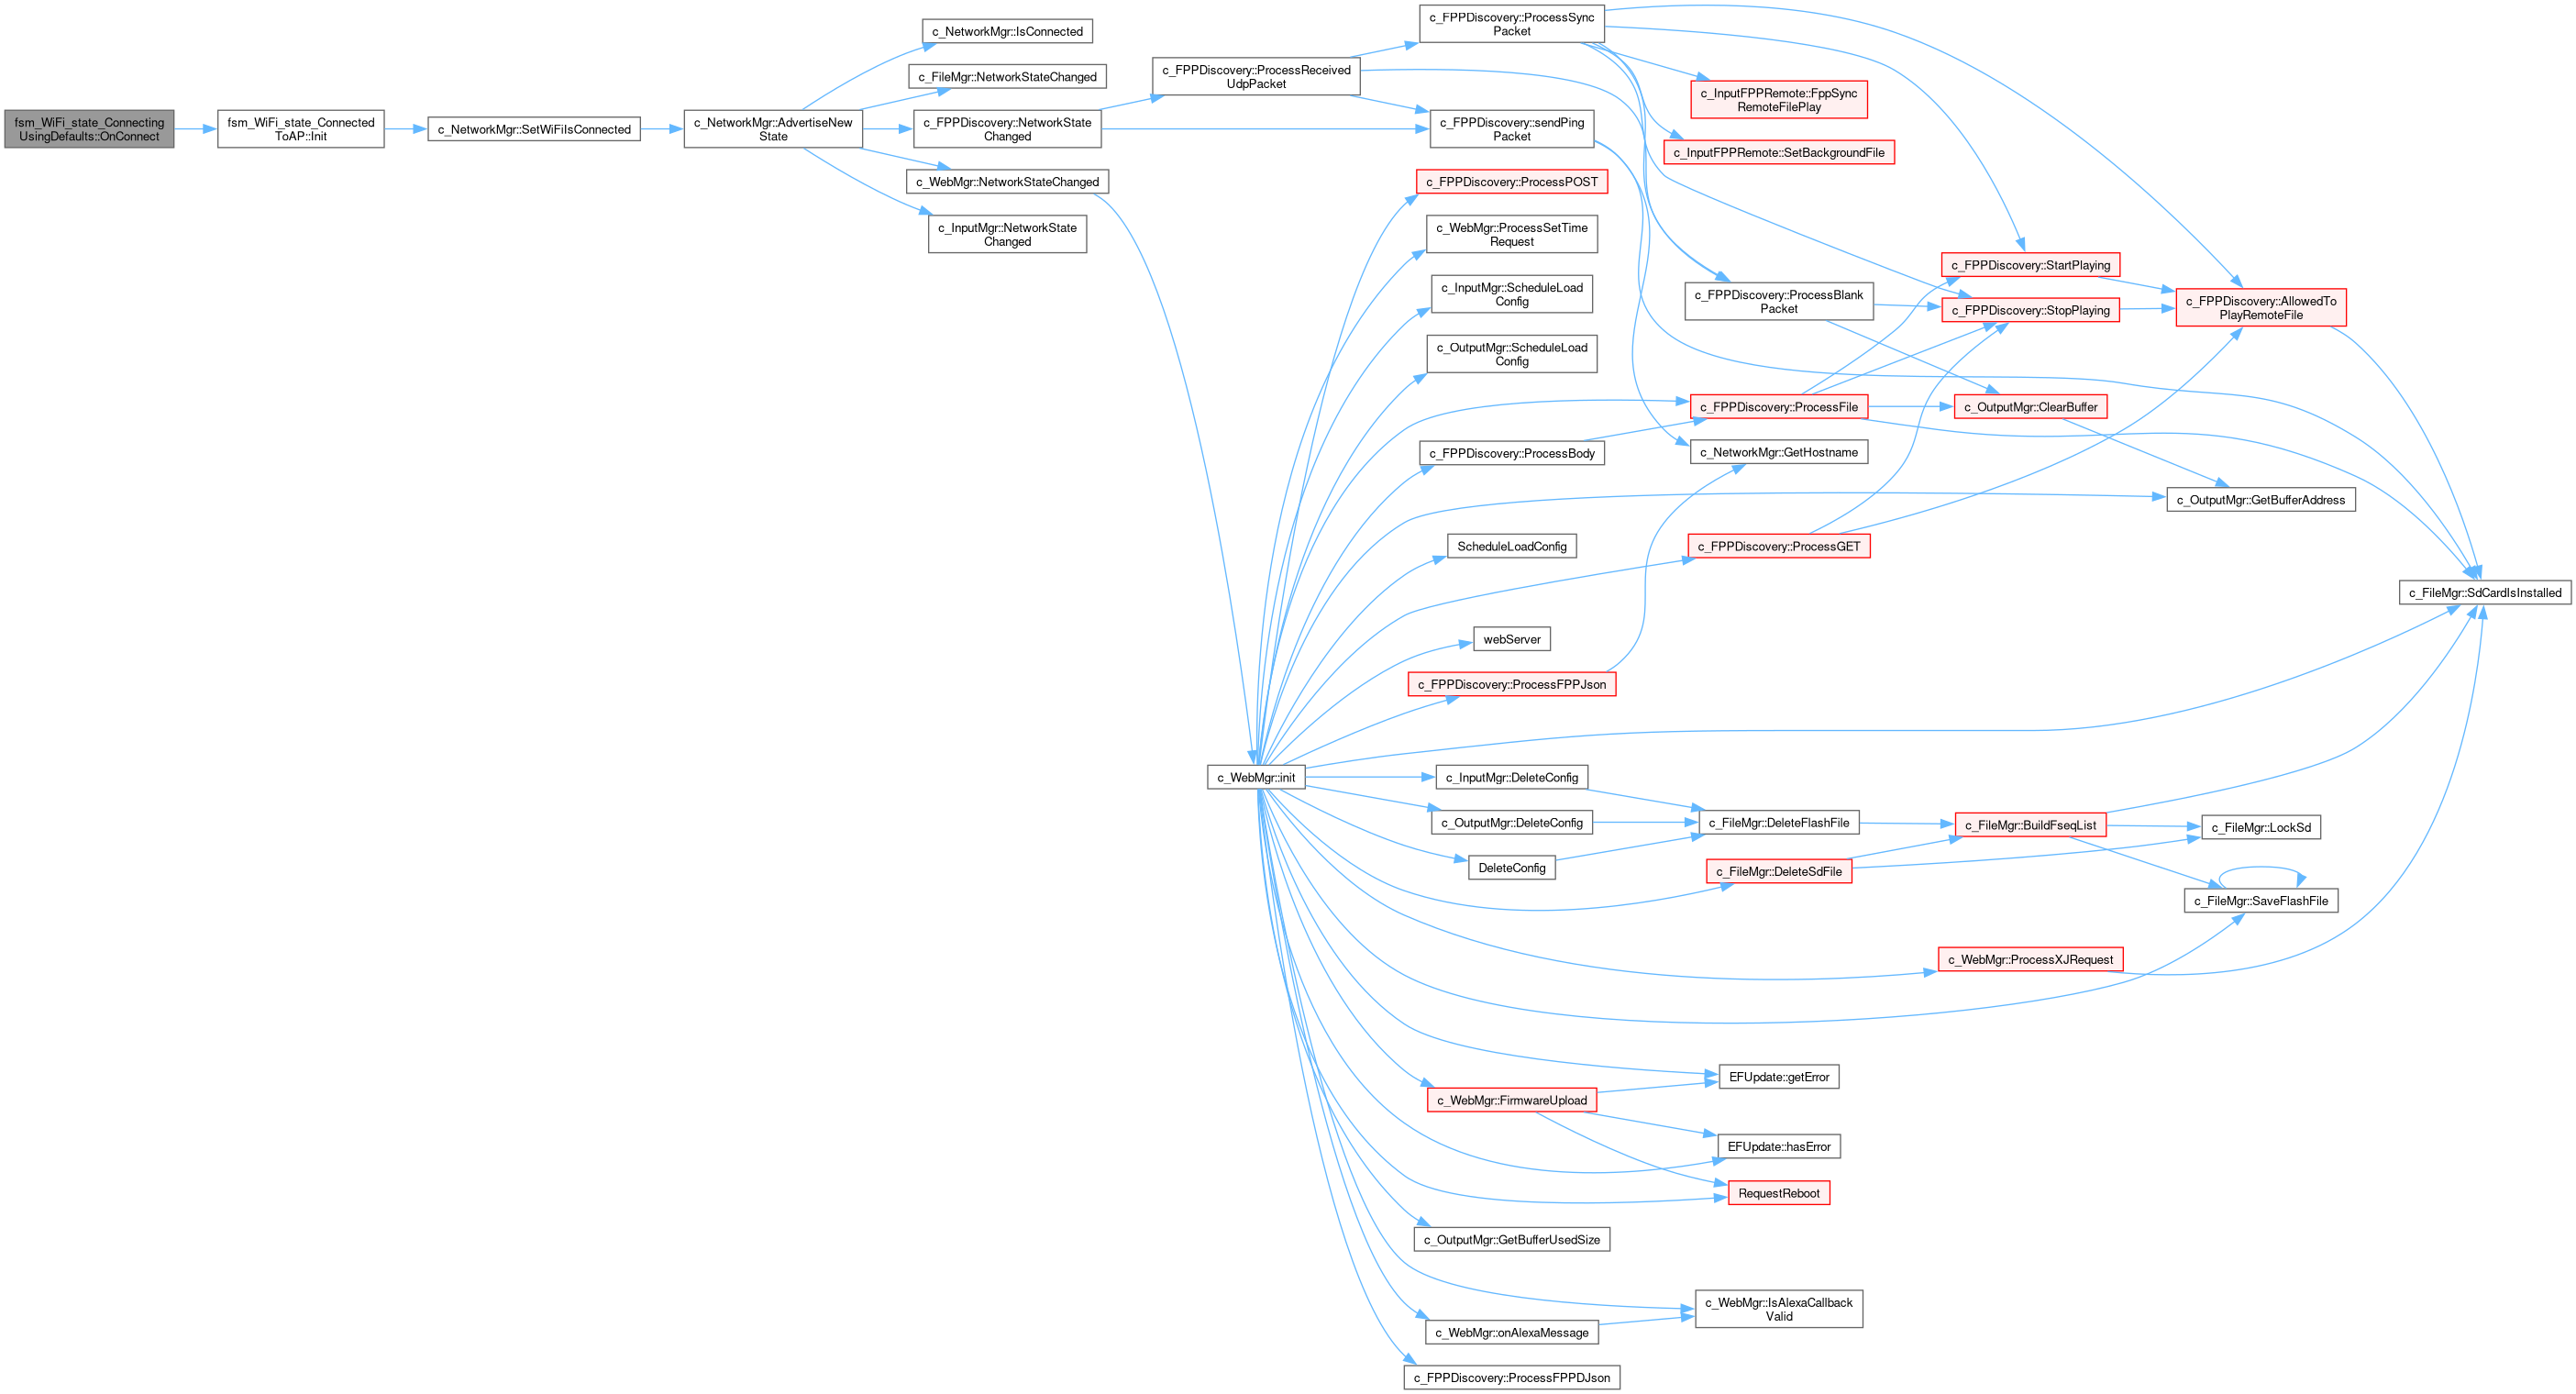 fsm_WiFi_state_Connecting
UsingDefaults::OnConnect
fsm_WiFi_state_Connected
ToAP::Init
c_NetworkMgr::SetWiFiIsConnected
c_NetworkMgr::AdvertiseNew
State
c_NetworkMgr::IsConnected
c_FileMgr::NetworkStateChanged
c_FPPDiscovery::NetworkState
Changed
c_WebMgr::NetworkStateChanged
c_InputMgr::NetworkState
Changed
c_FPPDiscovery::ProcessReceived
UdpPacket
c_WebMgr::init
c_FPPDiscovery::ProcessSync
Packet
c_FPPDiscovery::sendPing
Packet
c_FPPDiscovery::ProcessPOST
c_WebMgr::ProcessSetTime
Request
c_InputMgr::ScheduleLoad
Config
c_OutputMgr::ScheduleLoad
Config
c_FPPDiscovery::ProcessBody
ScheduleLoadConfig
webServer
c_FPPDiscovery::ProcessFPPJson
c_InputMgr::DeleteConfig
c_OutputMgr::DeleteConfig
DeleteConfig
c_WebMgr::FirmwareUpload
c_OutputMgr::GetBufferUsedSize
c_WebMgr::onAlexaMessage
c_FPPDiscovery::ProcessFPPDJson
c_InputFPPRemote::FppSync
RemoteFilePlay
c_InputFPPRemote::SetBackgroundFile
c_FPPDiscovery::ProcessBlank
Packet
c_FPPDiscovery::ProcessFile
c_NetworkMgr::GetHostname
c_FPPDiscovery::ProcessGET
c_FileMgr::DeleteFlashFile
c_FileMgr::DeleteSdFile
EFUpdate::getError
EFUpdate::hasError
RequestReboot
c_WebMgr::IsAlexaCallback
Valid
c_FPPDiscovery::StartPlaying
c_FPPDiscovery::StopPlaying
c_OutputMgr::ClearBuffer
c_FileMgr::BuildFseqList
c_WebMgr::ProcessXJRequest
c_FPPDiscovery::AllowedTo
PlayRemoteFile
c_OutputMgr::GetBufferAddress
c_FileMgr::LockSd
c_FileMgr::SaveFlashFile
c_FileMgr::SdCardIsInstalled